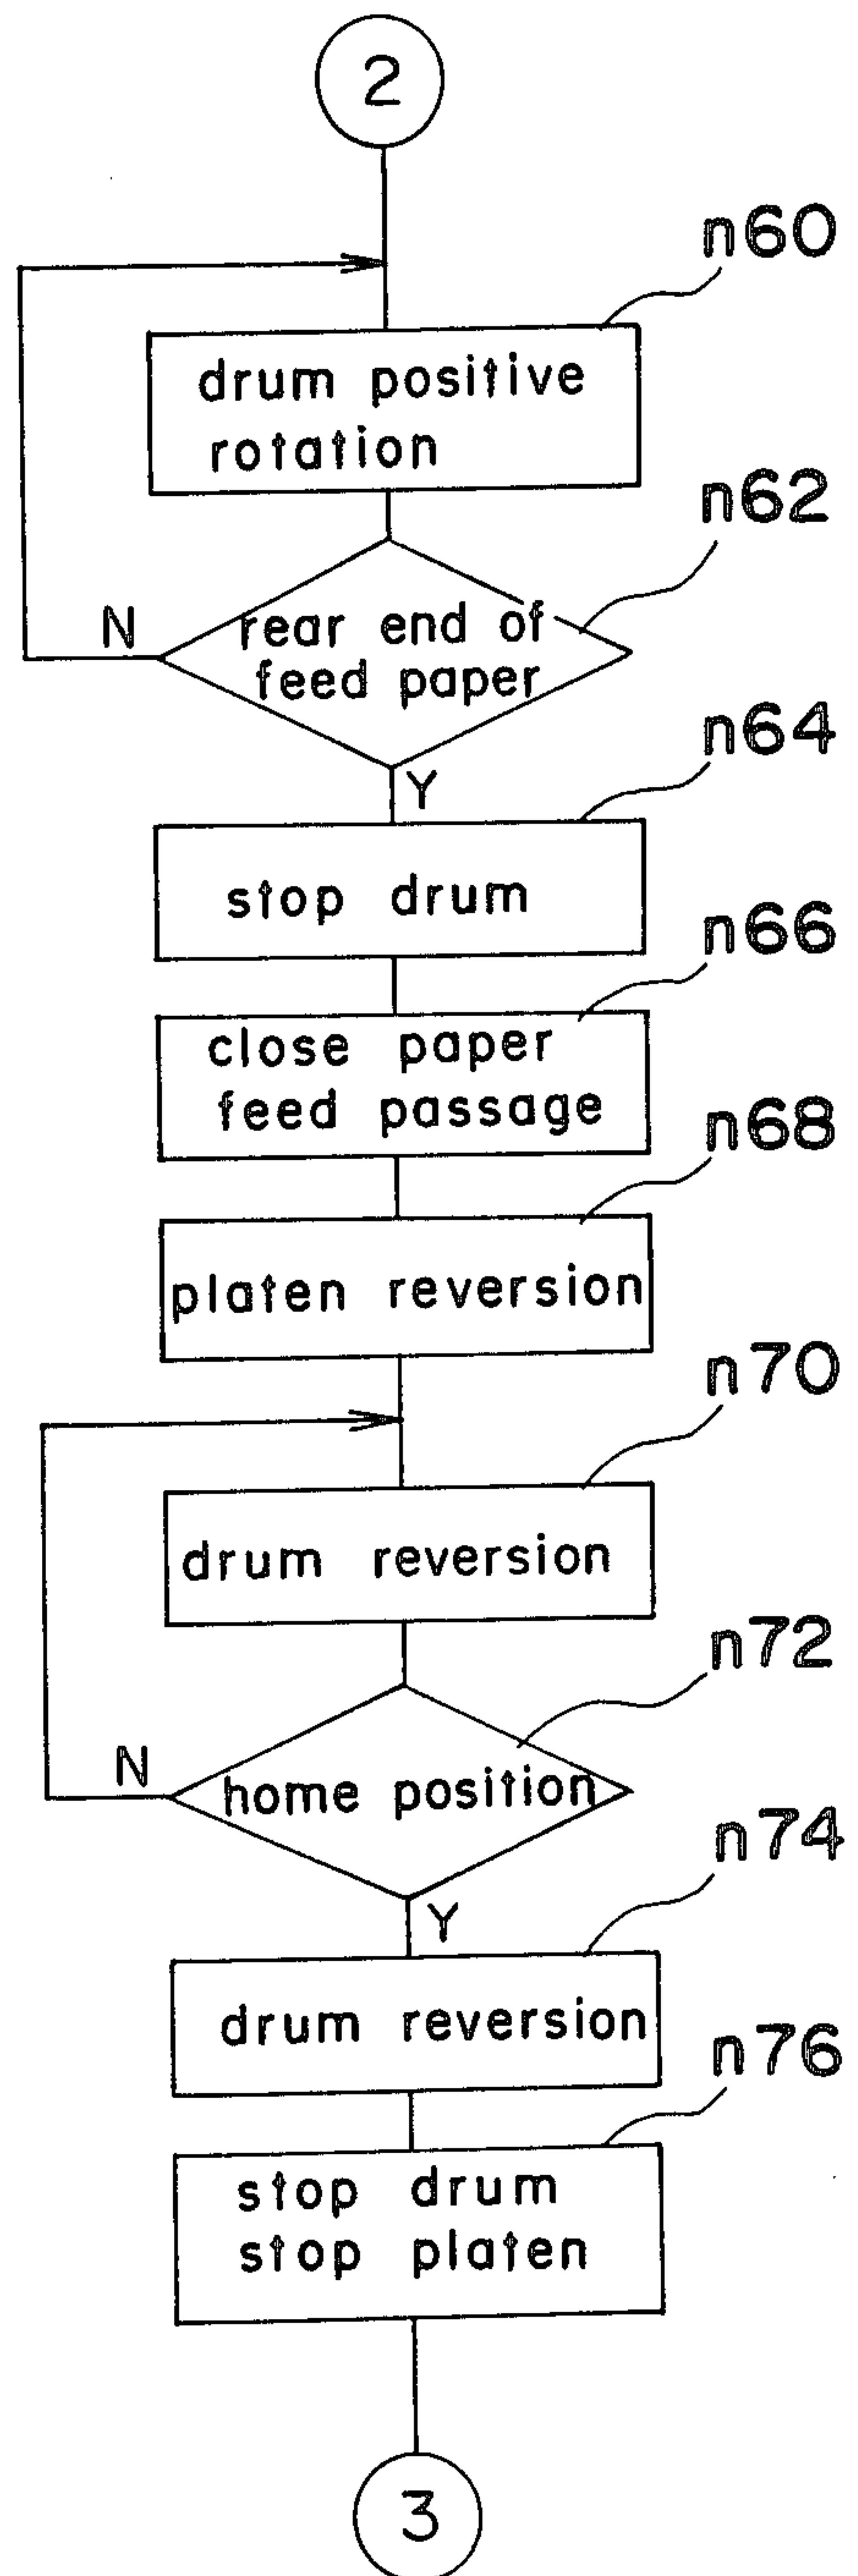 2
n60
drum positive
rotation
n62
N
rear end of
feed paper
Y
n64
stop drum
n66
close paper
feed passage
n68
platen reversion
n70
drum reversion
n72
N
home position
Y
n74
drum reversion
n76
stop drum
stop platen
3